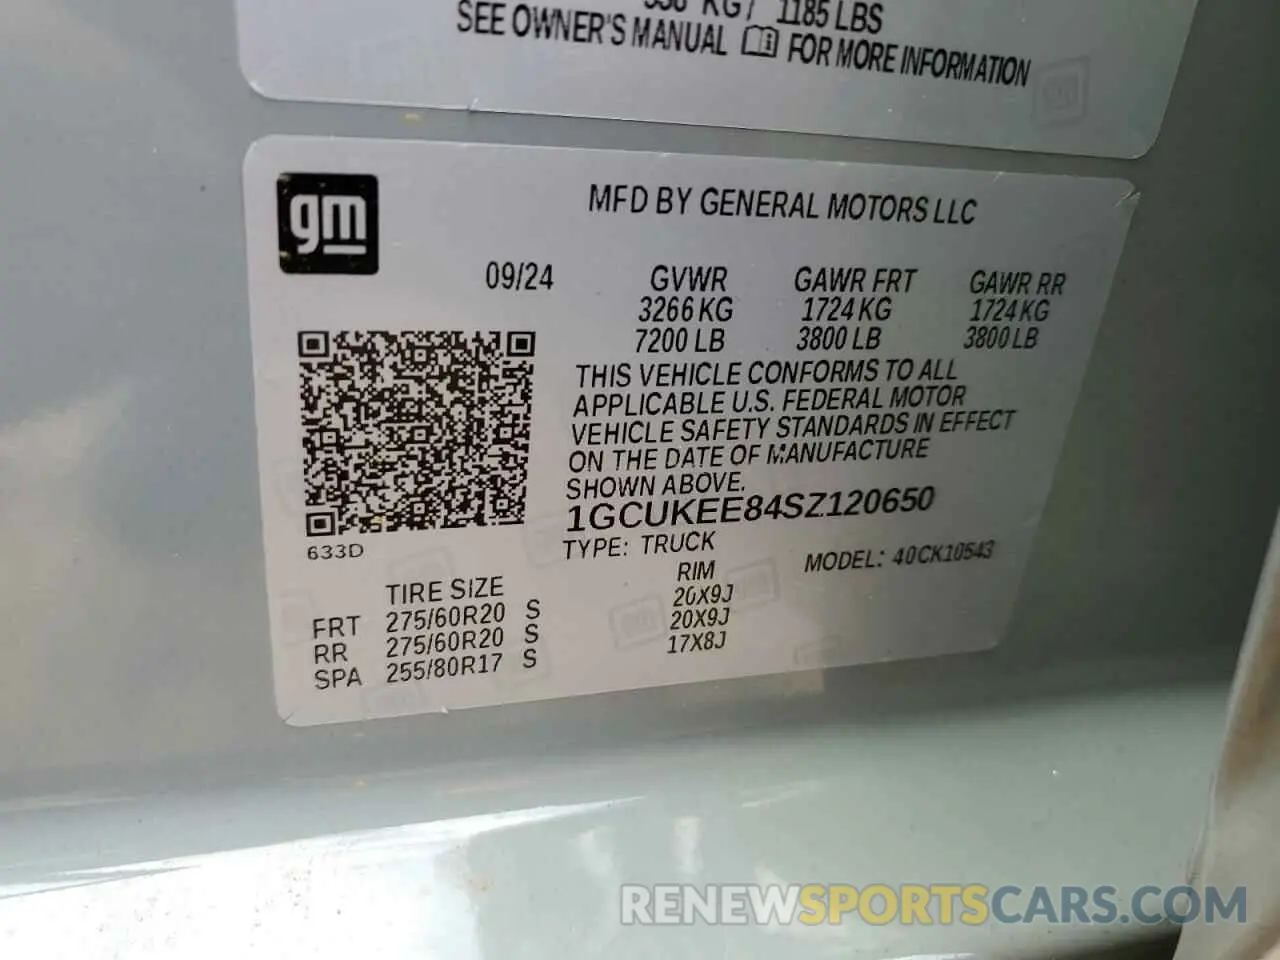 KG / 1185 LBS
SEE OWNER'S MANUAL FOR MORE INFORMATION
gm
MFD BY GENERAL MOTORS LLC
09/24 GVWR GAWR FRT GAWR RR
3266 KG 1724 KG 1724 KG
7200 LB 3800 LB 3800 LB
THIS VEHICLE CONFORMS TO ALL
APPLICABLE U.S. FEDERAL MOTOR
VEHICLE SAFETY STANDARDS IN EFFECT
ON THE DATE OF MANUFACTURE
SHOWN ABOVE.
1GCUKEE84SZ120650
633D
TYPE: TRUCK MODEL: 40CK10543
TIRE SIZE RIM
FRT 275/60R20 S 20X9J
RR 275/60R20 S 20X9J
SPA 255/80R17 S 17X8J
RENEWSPORTSCARS.COM